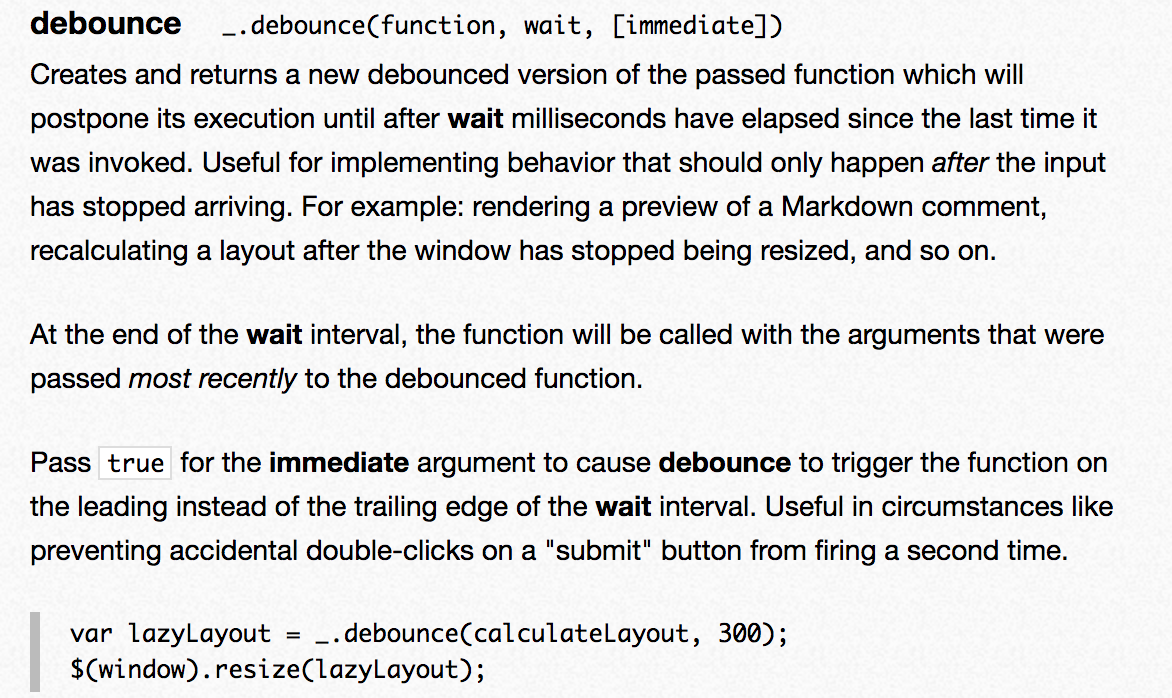 debounce _.debounce(function, wait, [immediate])
Creates and returns a new debounced version of the passed function which will
postpone its execution until after wait milliseconds have elapsed since the last time it
was invoked. Useful for implementing behavior that should only happen after the input
has stopped arriving. For example: rendering a preview of a Markdown comment,
recalculating a layout after the window has stopped being resized, and so on.
At the end of the wait interval, the function will be called with the arguments that were
passed most recently to the debounced function.
Pass true for the immediate argument to cause debounce to trigger the function on
the leading instead of the trailing edge of the wait interval. Useful in circumstances like
preventing accidental double-clicks on a "submit" button from firing a second time.
var lazyLayout = _.debounce(calculateLayout, 300);
$(window).resize(lazyLayout);